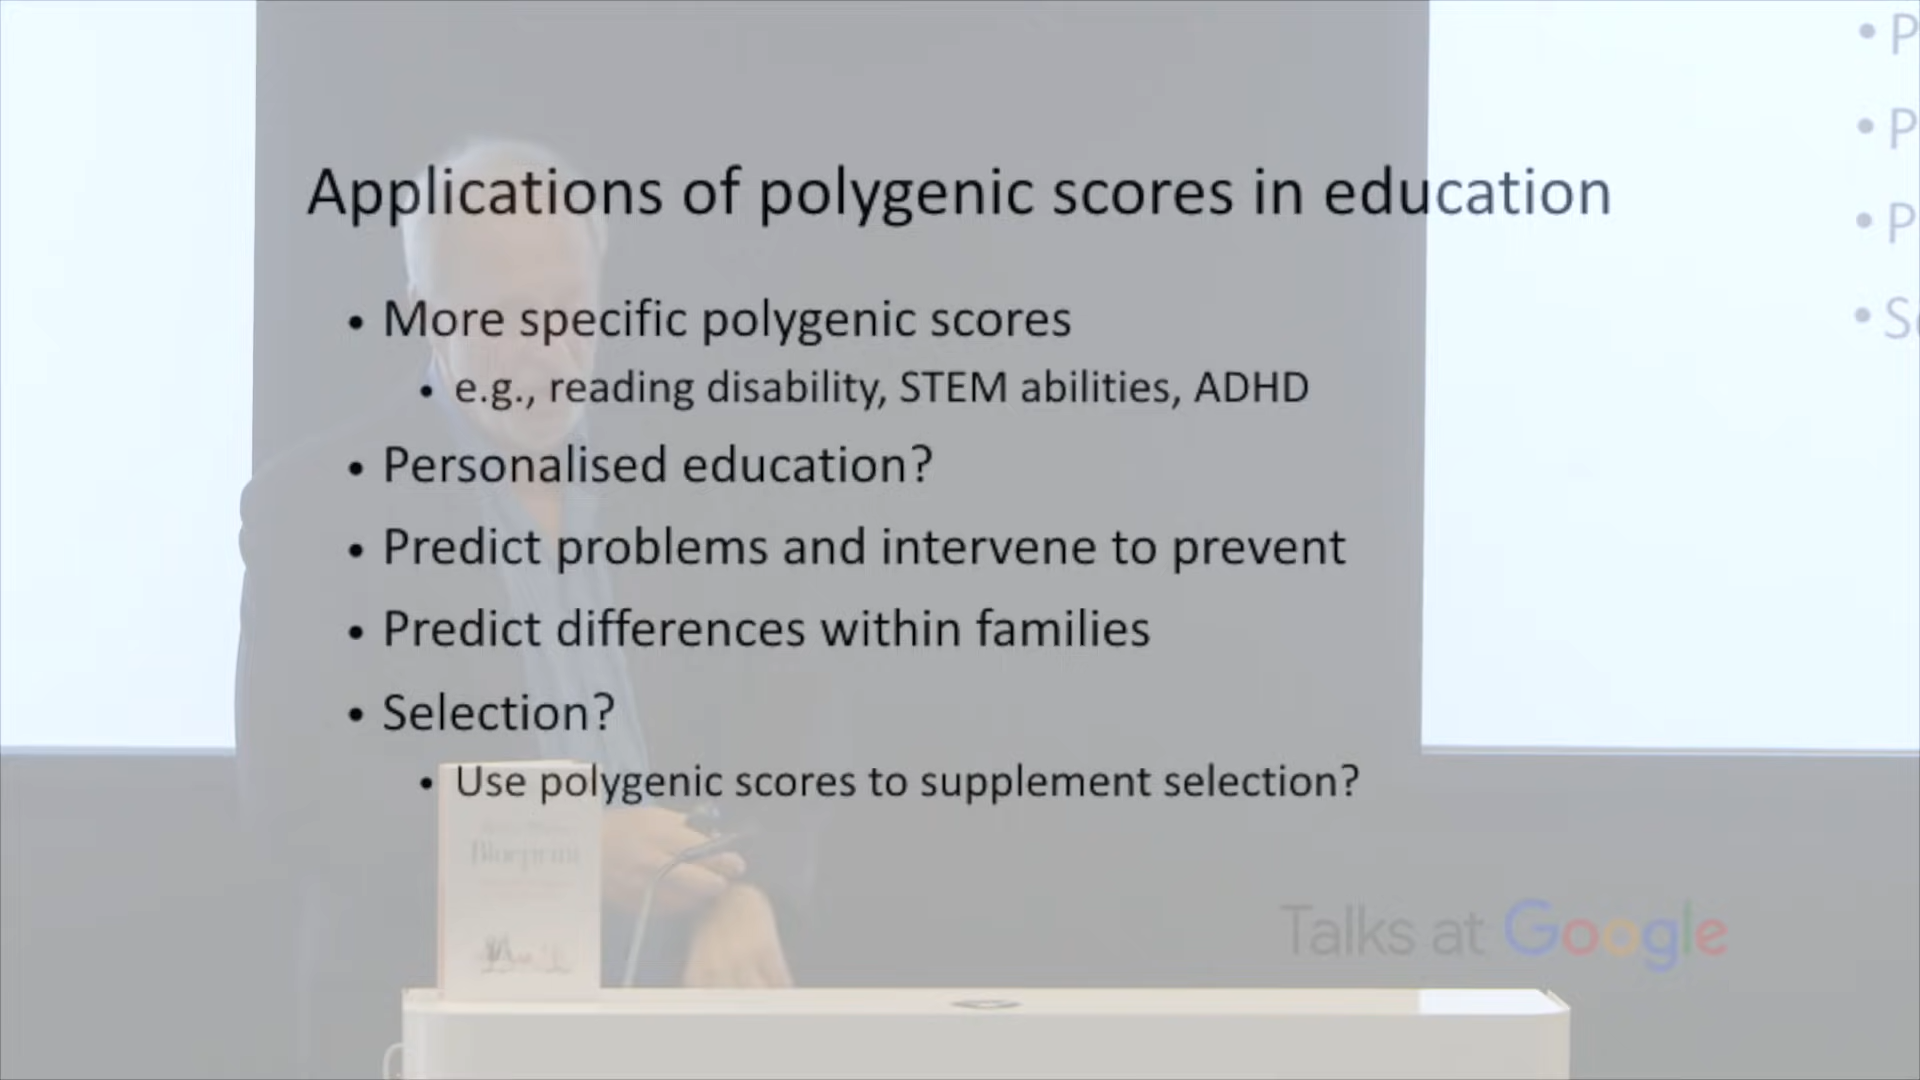 Applications of polygenic scores in education
• More specific polygenic scores
• e.g., reading disability, STEM abilities, ADHD
• Personalised education?
• Predict problems and intervene to prevent
• Predict differences within families
• Selection?
• Use polygenic scores to supplement selection?
Blueprint
Talks at Google
• P
• P
• P
• S